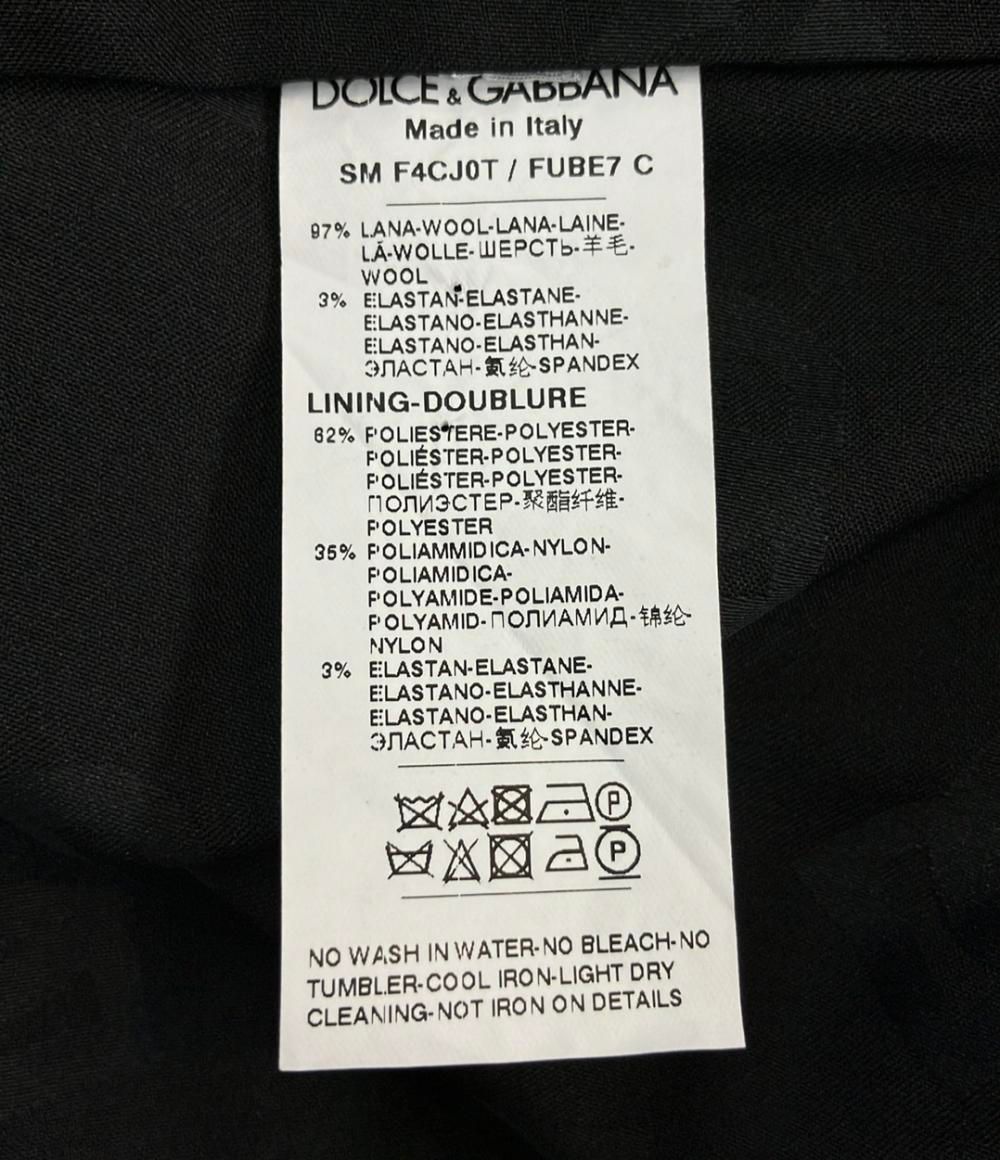 DOLCE & GABBANA
Made in Italy
SM F4CJ0T / FUBE7 C
97% LANA-WOOL-LANA-LAINE-
LÃ-WOLLE-ШЕРСТЬ-羊毛-
WOOL
3% ELASTAN-ELASTANE-
ELASTANO-ELASTHANNE-
ELASTANO-ELASTHAN-
ЭЛАСТАН-氨纶-SPANDEX
LINING-DOUBLURE
62% POLIESTERE-POLYESTER-
POLIÉSTER-POLYESTER-
POLIÉSTER-POLYESTER-
ПОЛИЭСТЕР-聚酯纤维-
POLYESTER
35% POLIAMMIDICA-NYLON-
POLIAMIDICA-
POLYAMIDE-POLIAMIDA-
POLYAMID-ПОЛИАМИД-锦纶-
NYLON
3% ELASTAN-ELASTANE-
ELASTANO-ELASTHANNE-
ELASTANO-ELASTHAN-
ЭЛАСТАН-氨纶-SPANDEX
P
P
NO WASH IN WATER-NO BLEACH-NO
TUMBLER-COOL IRON-LIGHT DRY
CLEANING-NOT IRON ON DETAILS